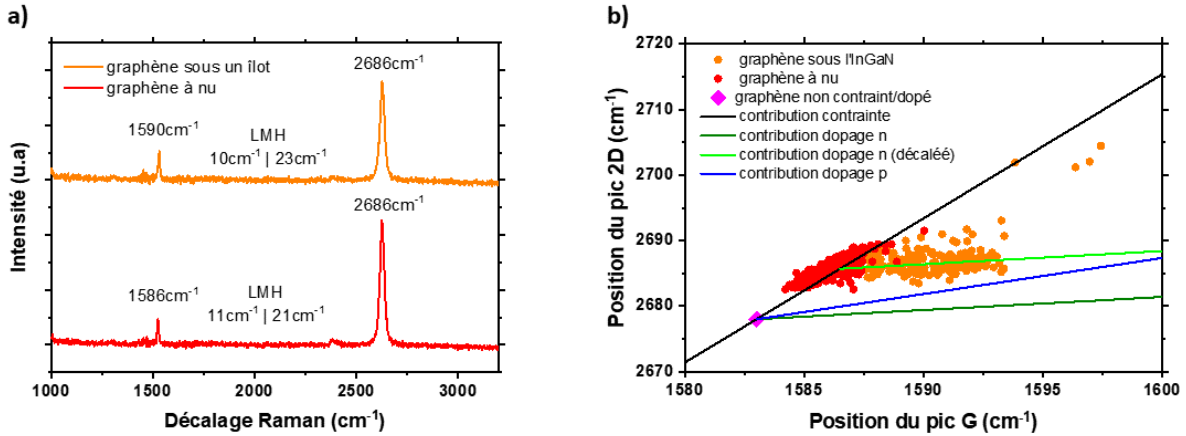 a)
graphène sous un îlot
graphène à nu
2686cm-1
1590cm-1
LMH
10cm-1 | 23cm-1
2686cm-1
1586cm-1
LMH
11cm-1 | 21cm-1
Intensité (u.a)
1000 1500 2000 2500 3000
Décalage Raman (cm-1)
b)
2720
2710
2700
2690
2680
2670
graphène sous l'InGaN
graphène à nu
graphène non contraint/dopé
contribution contrainte
contribution dopage n
contribution dopage n (décaléé)
contribution dopage p
Position du pic 2D (cm-1)
1580 1585 1590 1595 1600
Position du pic G (cm-1)